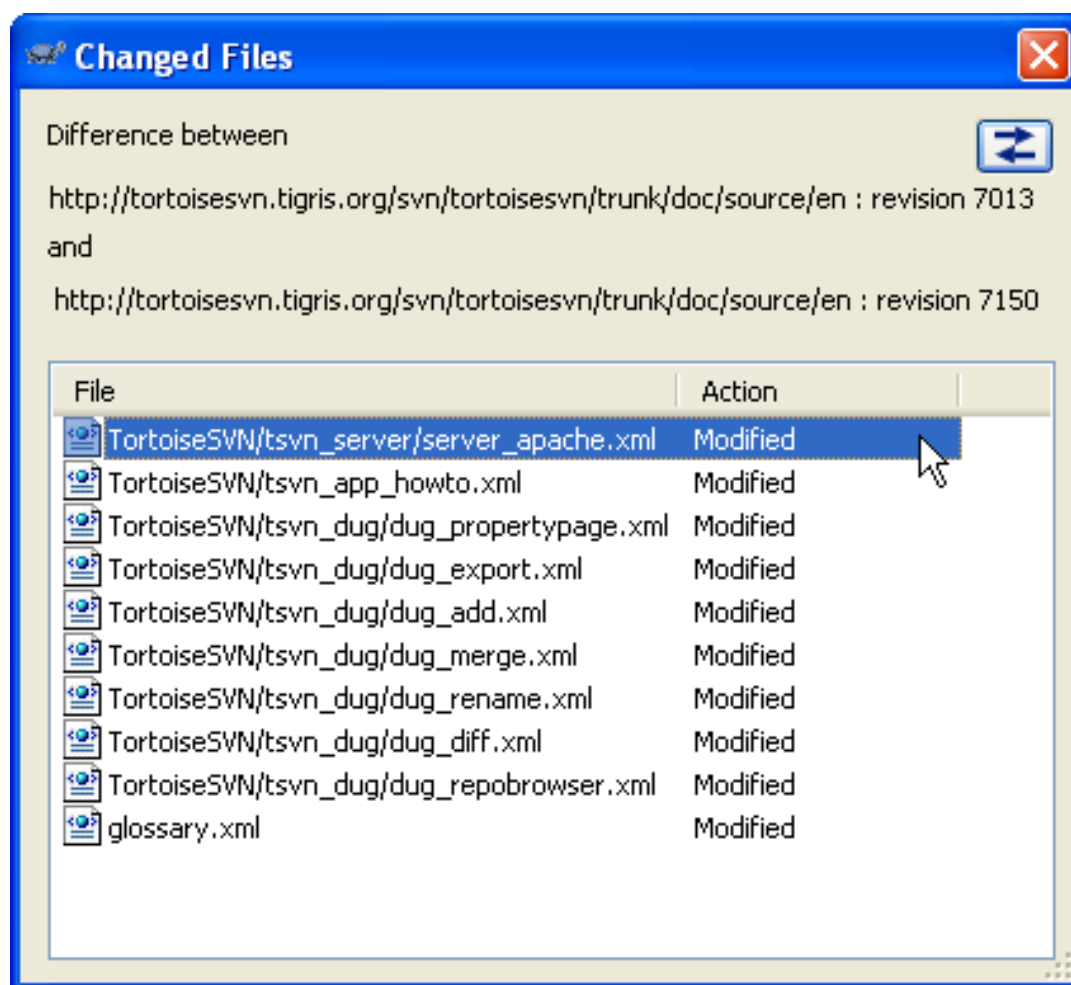 Changed Files
Difference between
http://tortoisesvn.tigris.org/svn/tortoisesvn/trunk/doc/source/en : revision 7013
and
http://tortoisesvn.tigris.org/svn/tortoisesvn/trunk/doc/source/en : revision 7150
File Action
TortoiseSVN/tsvn_server/server_apache.xml Modified
TortoiseSVN/tsvn_app_howto.xml Modified
TortoiseSVN/tsvn_dug/dug_propertypage.xml Modified
TortoiseSVN/tsvn_dug/dug_export.xml Modified
TortoiseSVN/tsvn_dug/dug_add.xml Modified
TortoiseSVN/tsvn_dug/dug_merge.xml Modified
TortoiseSVN/tsvn_dug/dug_rename.xml Modified
TortoiseSVN/tsvn_dug/dug_diff.xml Modified
TortoiseSVN/tsvn_dug/dug_repobrowser.xml Modified
glossary.xml Modified